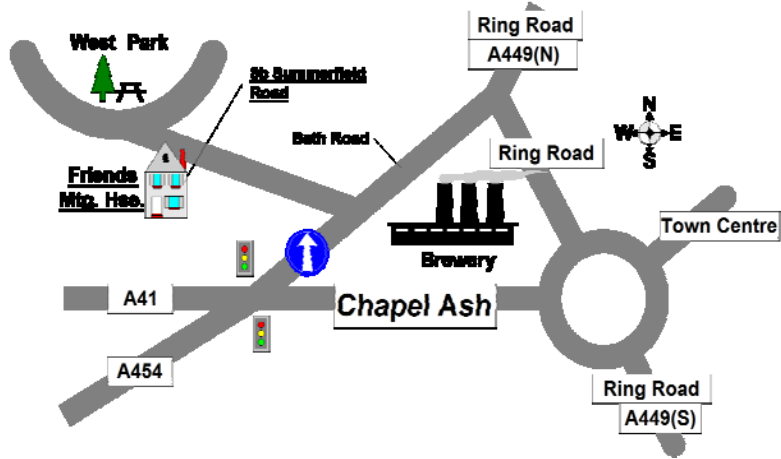 Ring Road
A449(N)
West Park
8b Summerfield
Road
Bath Road
N
W E
S
Ring Road
Friends
Mtg. Hse.
Town Centre
Brewery
A41
Chapel Ash
A454
Ring Road
A449(S)